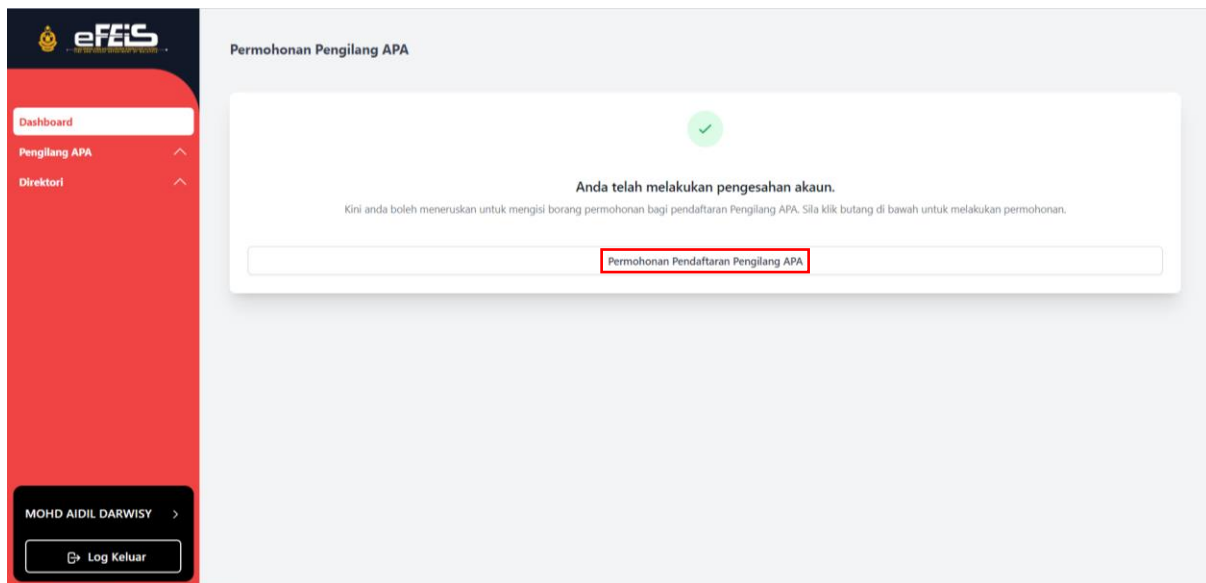 eFEiS
Permohonan Pengilang APA
Dashboard
Pengilang APA
Direktori
Anda telah melakukan pengesahan akaun.
Kini anda boleh meneruskan untuk mengisi borang permohonan bagi pendaftaran Pengilang APA. Sila klik butang di bawah untuk melakukan permohonan.
Permohonan Pendaftaran Pengilang APA
MOHD AIDIL DARWISY
Log Keluar